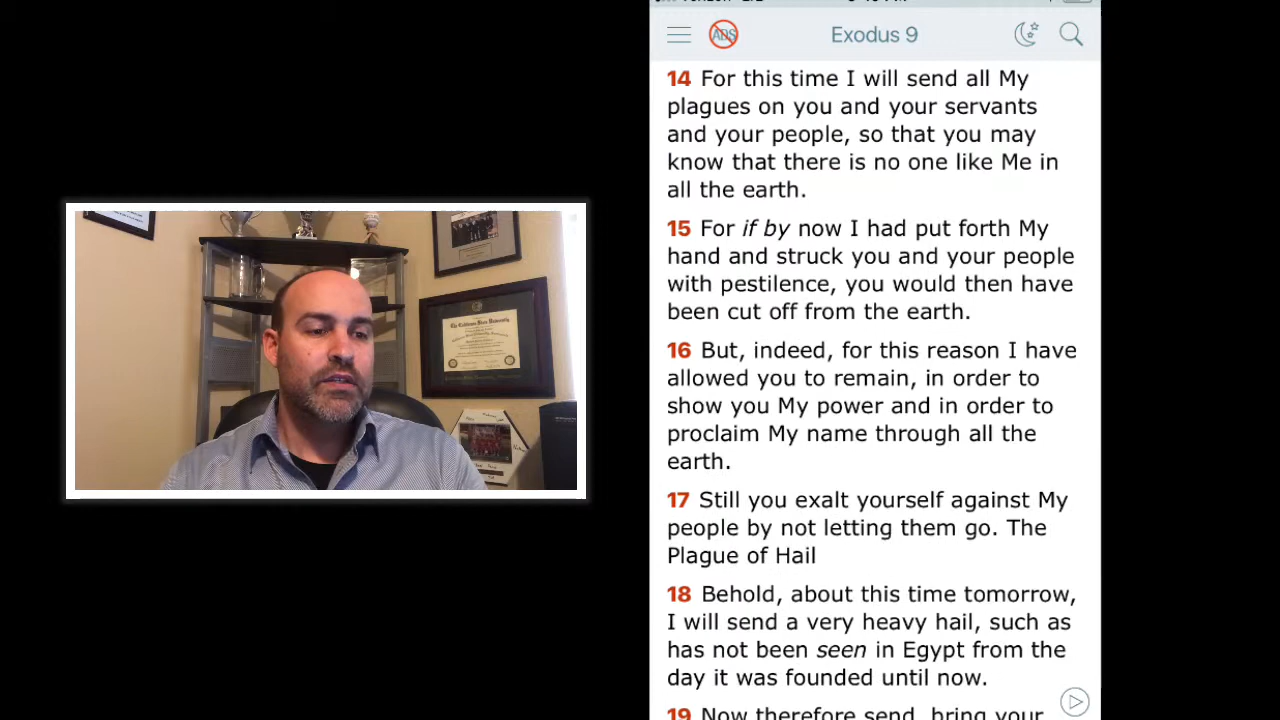 ADS
Exodus 9
14 For this time I will send all My
plagues on you and your servants
and your people, so that you may
know that there is no one like Me in
all the earth.
15 For if by now I had put forth My
hand and struck you and your people
with pestilence, you would then have
been cut off from the earth.
16 But, indeed, for this reason I have
allowed you to remain, in order to
show you My power and in order to
proclaim My name through all the
earth.
17 Still you exalt yourself against My
people by not letting them go. The
Plague of Hail
18 Behold, about this time tomorrow,
I will send a very heavy hail, such as
has not been seen in Egypt from the
day it was founded until now.
19 Now therefore send, bring your